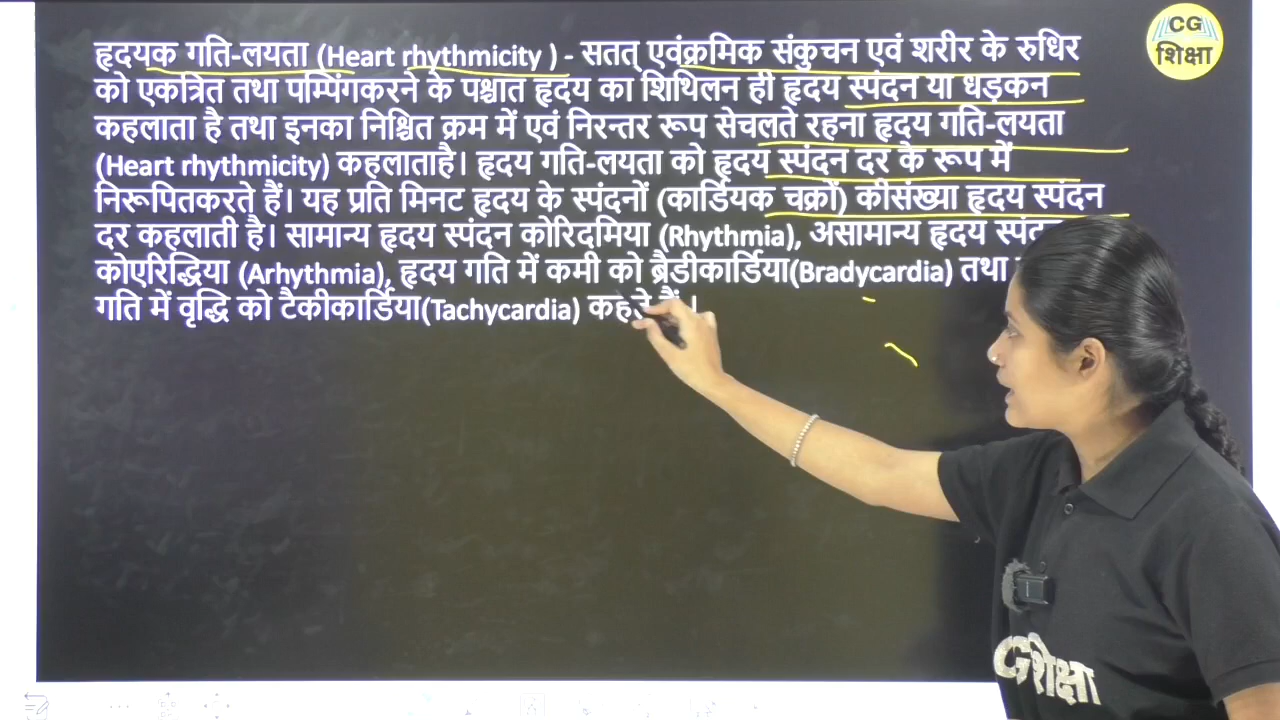 हृदयक गति-लयता (Heart rhythmicity ) - सतत् एवंक्रमिक संकुचन एवं शरीर के रुधिर
को एकत्रित तथा पम्पिंगकरने के पश्चात हृदय का शिथिलन ही हृदय स्पंदन या धड़कन
कहलाता है तथा इनका निश्चित क्रम में एवं निरन्तर रूप सेचलते रहना हृदय गति-लयता
(Heart rhythmicity) कहलाताहै। हृदय गति-लयता को हृदय स्पंदन दर के रूप में
निरूपितकरते हैं। यह प्रति मिनट हृदय के स्पंदनों (कार्डियक चक्रों) कीसंख्या हृदय स्पंदन
दर कहलाती है। सामान्य हृदय स्पंदन कोरिदमिया (Rhythmia), असामान्य हृदय
कोएरिद्मिया (Arhythmia), हृदय गति में कमी को ब्रैडीकार्डिया(Bradycardia) तथा
गति में वृद्धि को टैकीकार्डिया(Tachycardia)
CG
शिक्षा
CGशिक्षा